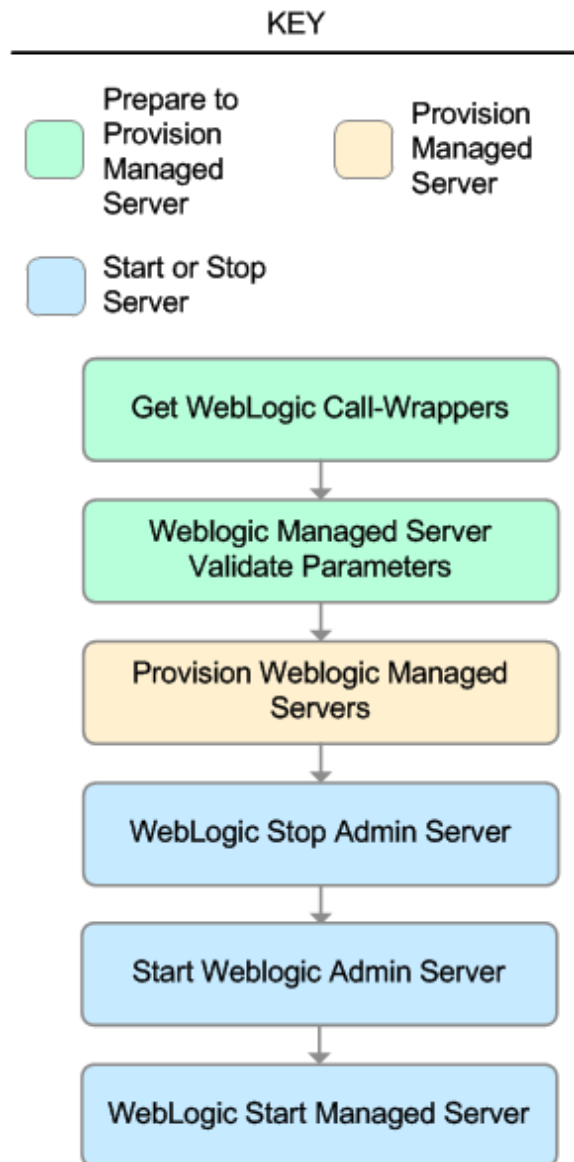 KEY
Prepare to
Provision
Managed
Server
Provision
Managed
Server
Start or Stop
Server
Get WebLogic Call-Wrappers
Weblogic Managed Server
Validate Parameters
Provision Weblogic Managed
Servers
WebLogic Stop Admin Server
Start Weblogic Admin Server
WebLogic Start Managed Server